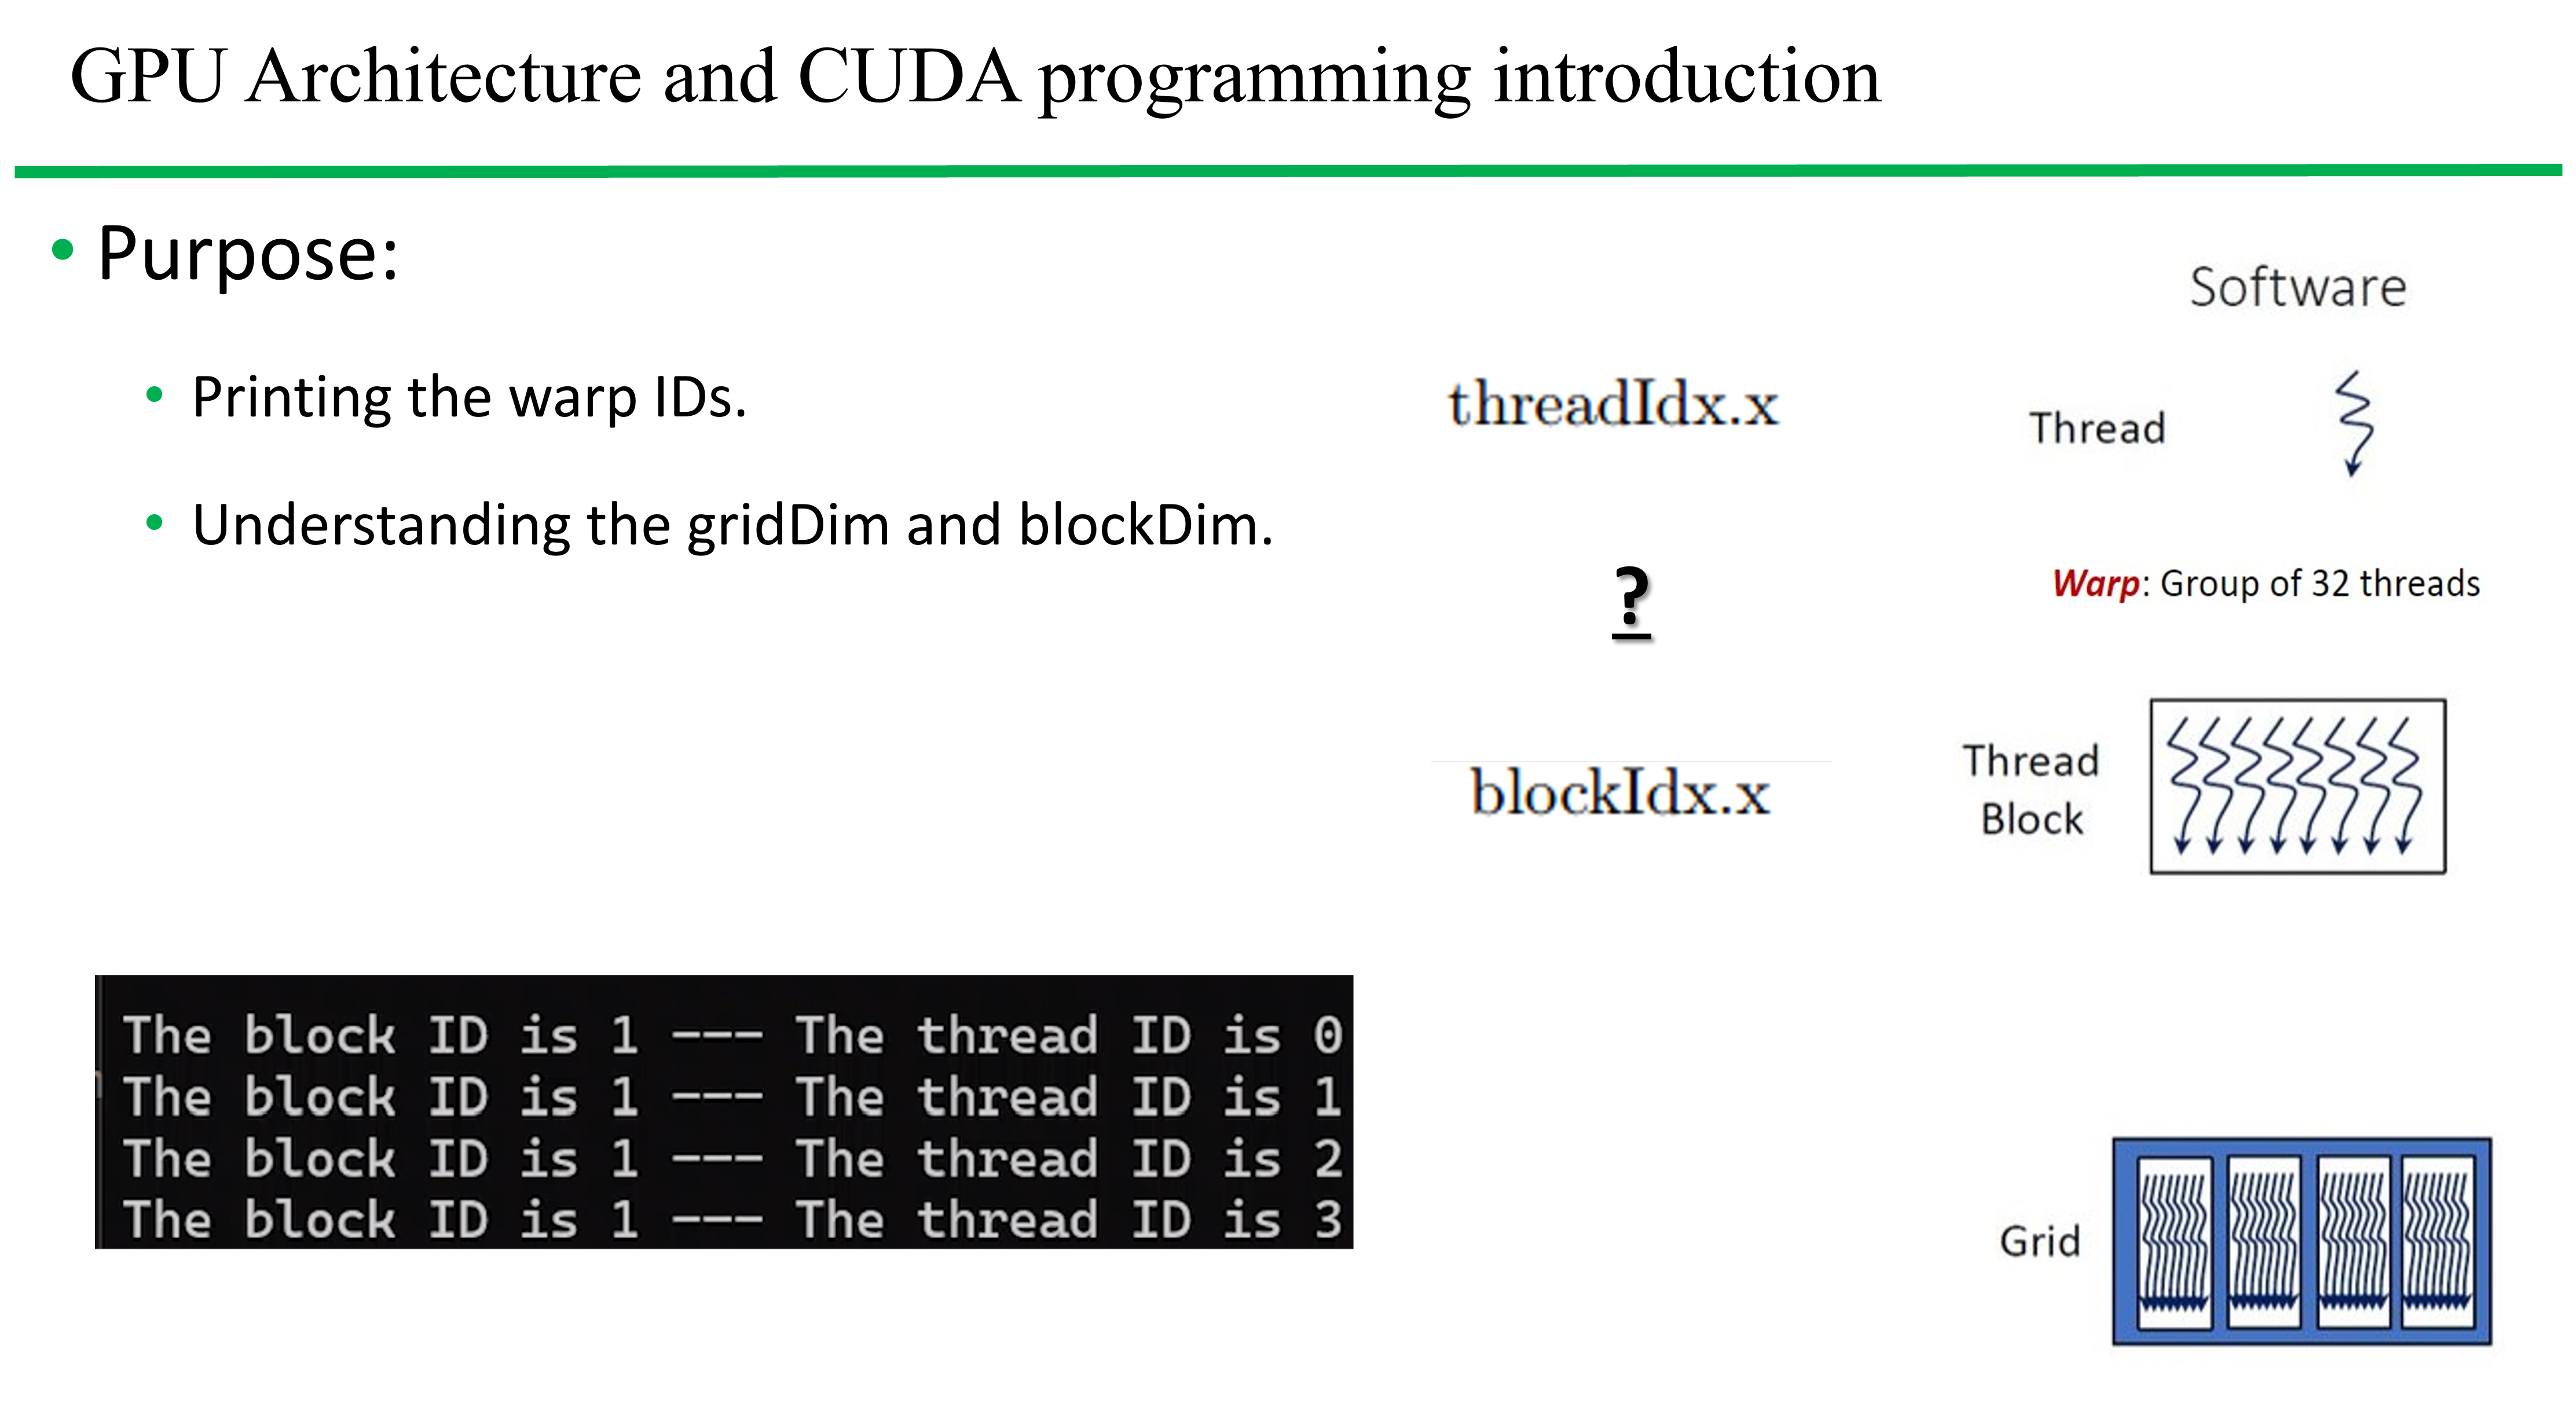 GPU Architecture and CUDA programming introduction
• Purpose:
• Printing the warp IDs.
• Understanding the gridDim and blockDim.
Software
threadIdx.x
Thread
?
Warp: Group of 32 threads
blockIdx.x
Thread
Block
The block ID is 1 --- The thread ID is 0
The block ID is 1 --- The thread ID is 1
The block ID is 1 --- The thread ID is 2
The block ID is 1 --- The thread ID is 3
Grid